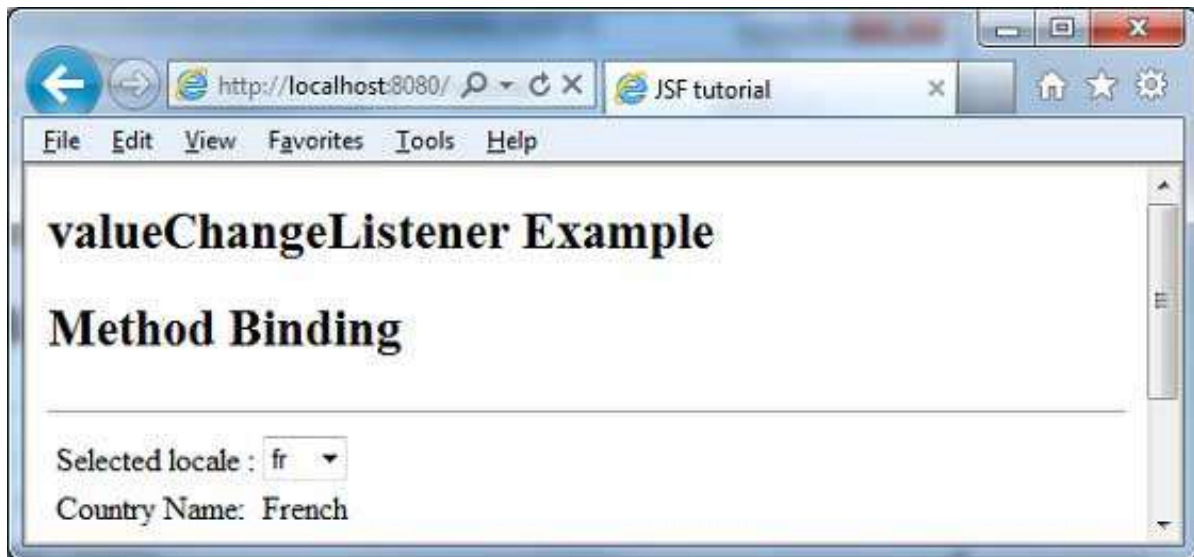 http://localhost:8080/
JSF tutorial
File Edit View Favorites Tools Help
valueChangeListener Example
Method Binding
Selected locale : fr
Country Name: French